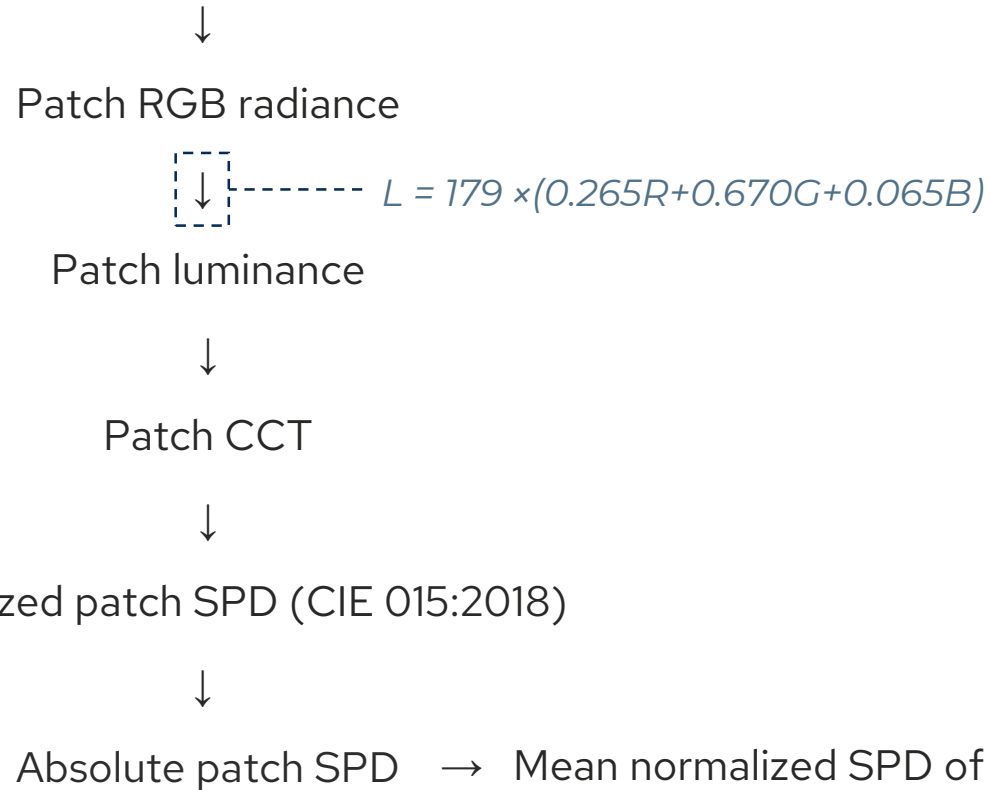 ↓
Patch RGB radiance
↓ L = 179 ×(0.265R+0.670G+0.065B)
Patch luminance
↓
Patch CCT
↓
zed patch SPD (CIE 015:2018)
↓
Absolute patch SPD → Mean normalized SPD of